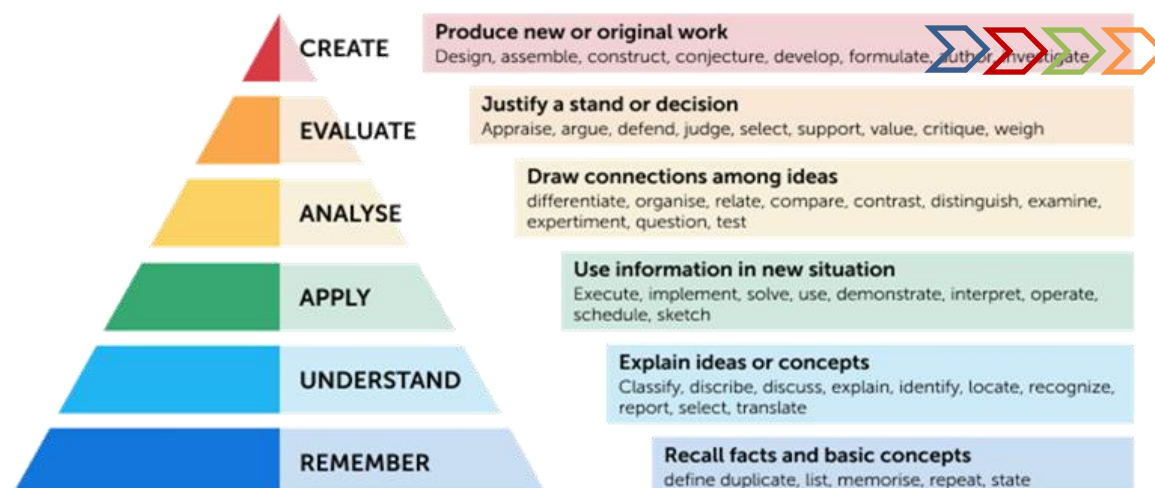 CREATE
Produce new or original work
Design, assemble, construct, conjecture, develop, formulate, author, investigate
EVALUATE
Justify a stand or decision
Appraise, argue, defend, judge, select, support, value, critique, weigh
ANALYSE
Draw connections among ideas
differentiate, organise, relate, compare, contrast, distinguish, examine,
expertiment, question, test
APPLY
Use information in new situation
Execute, implement, solve, use, demonstrate, interpret, operate,
schedule, sketch
UNDERSTAND
Explain ideas or concepts
Classify, discribe, discuss, explain, identify, locate, recognize,
report, select, translate
REMEMBER
Recall facts and basic concepts
define duplicate, list, memorise, repeat, state